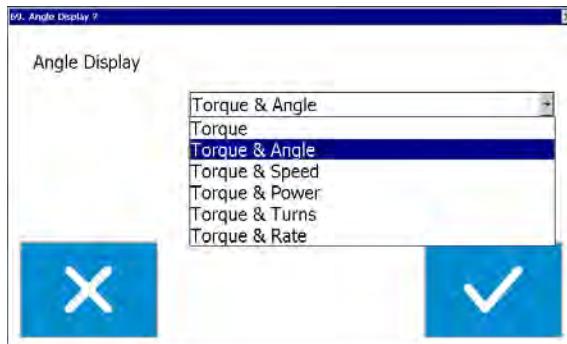 69. Angle Display ?
Angle Display
Torque & Angle
Torque
Torque & Angle
Torque & Speed
Torque & Power
Torque & Turns
Torque & Rate